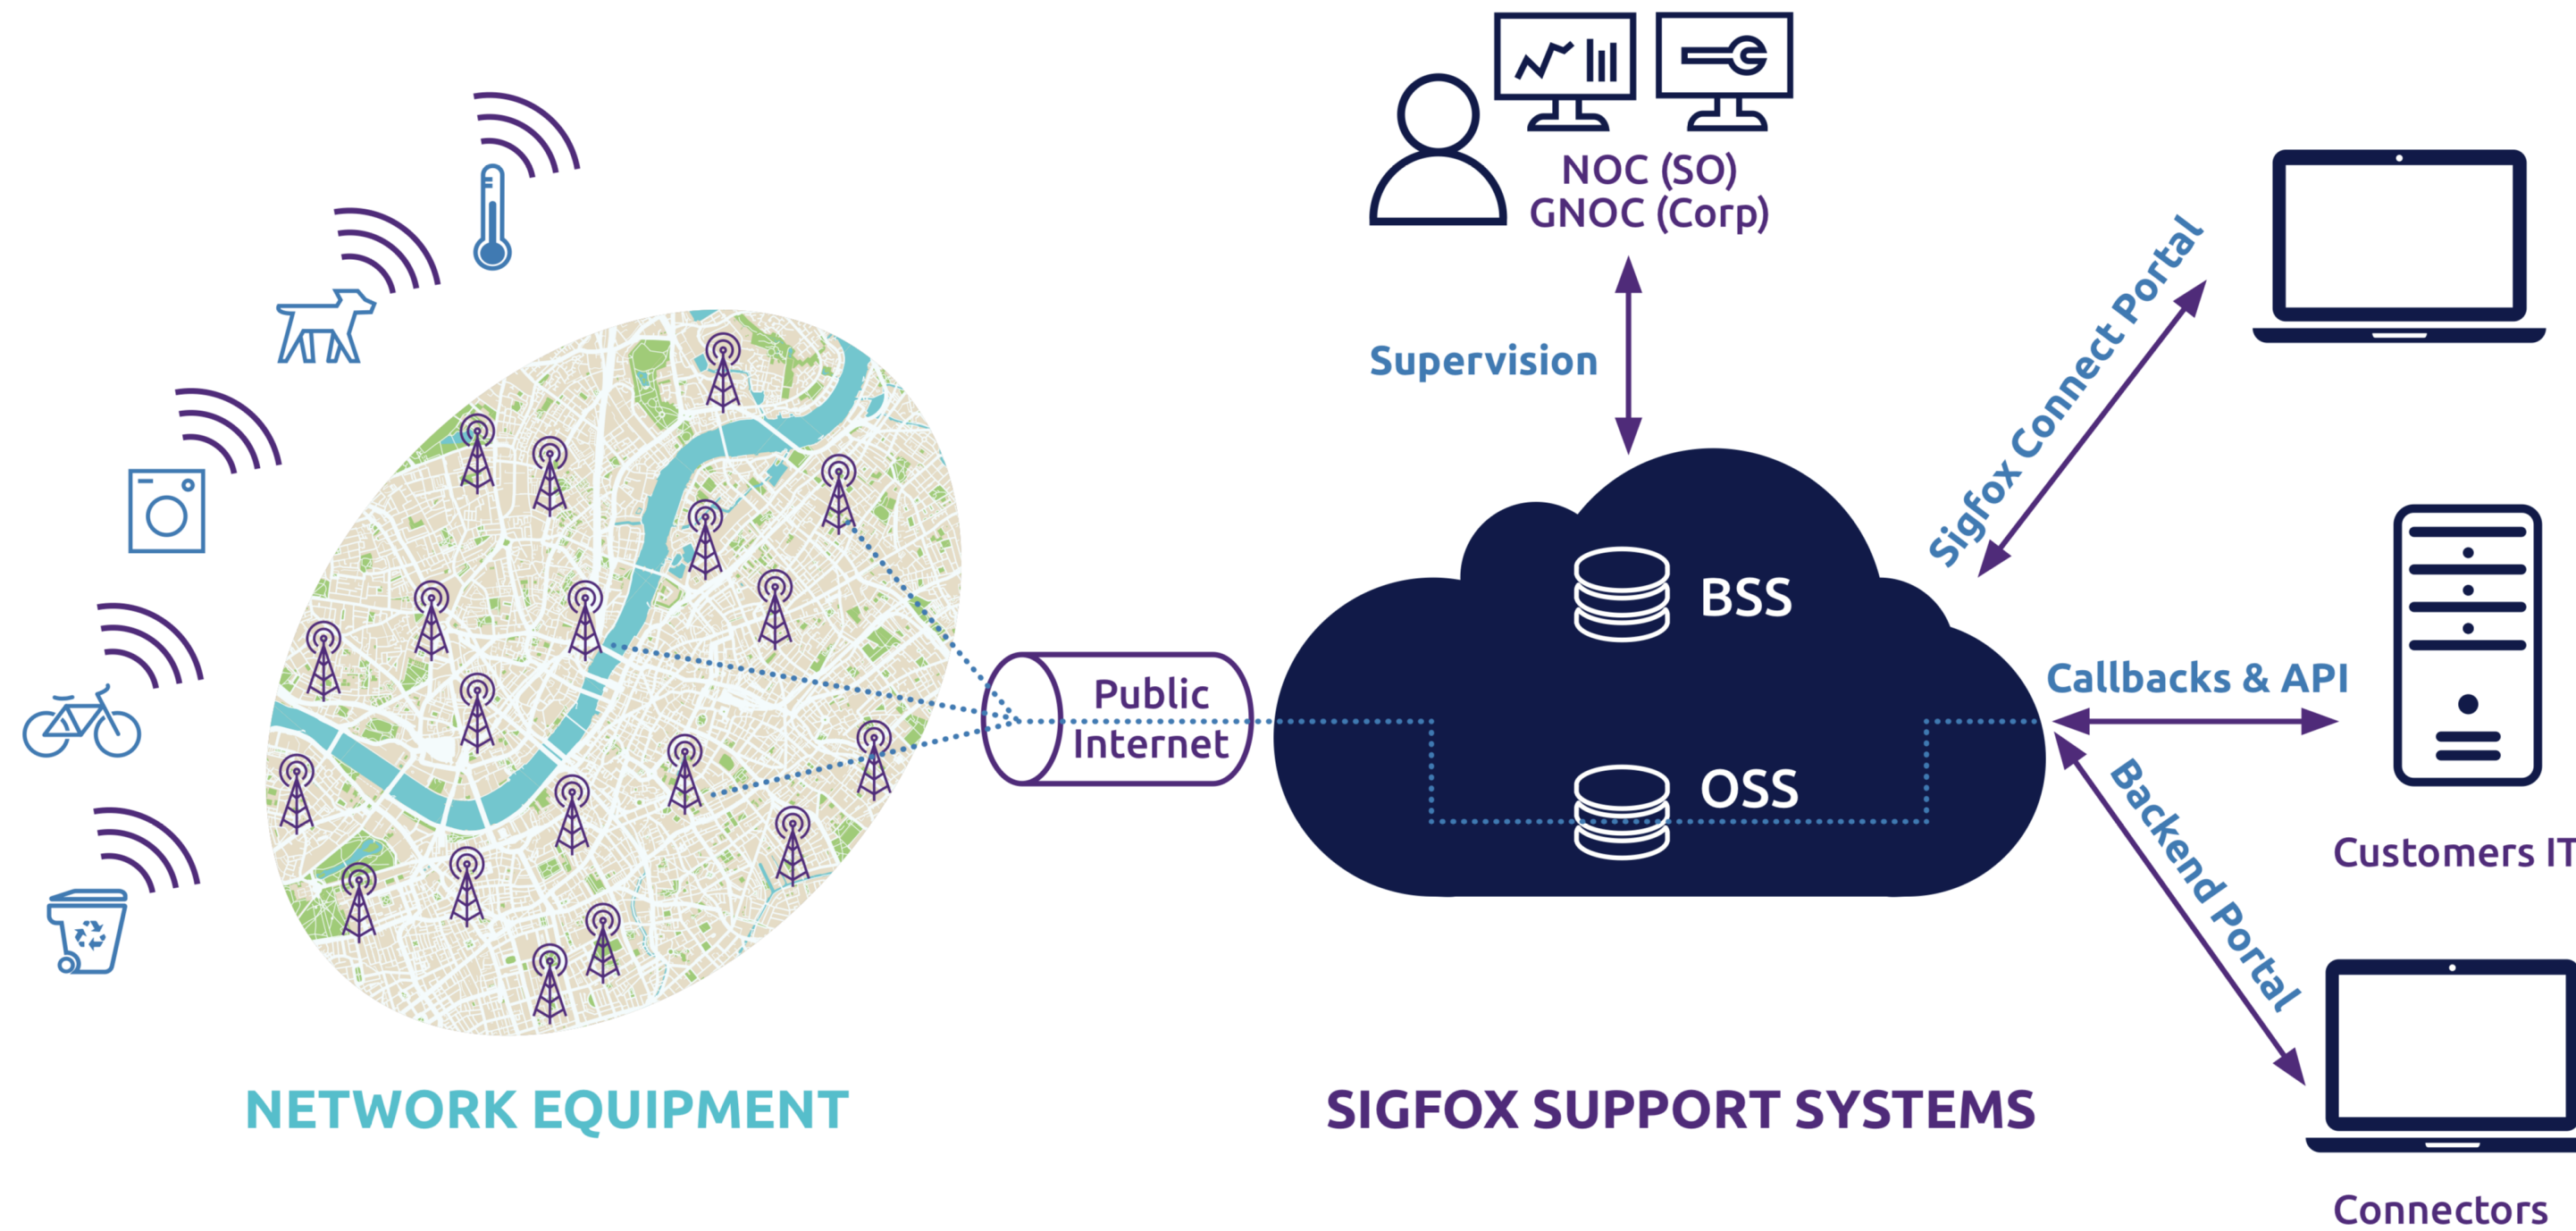 NOC (SO)
GNOC (Corp)
Supervision
Sigfox Connect Portal
BSS
Public
Internet
OSS
Callbacks & API
Backend Portal
Customers IT
NETWORK EQUIPMENT
SIGFOX SUPPORT SYSTEMS
Connectors